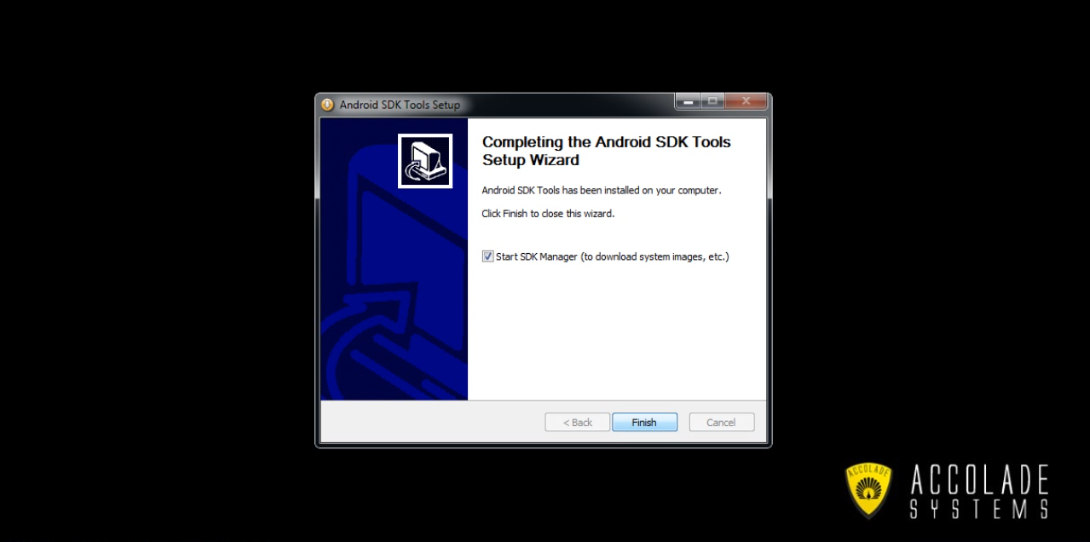 Android SDK Tools Setup
Completing the Android SDK Tools
Setup Wizard
Android SDK Tools has been installed on your computer.
Click Finish to close this wizard.
Start SDK Manager (to download system images, etc.)
< Back
Finish
Cancel
ACCOLADE
ACCOLADE
SYSTEMS